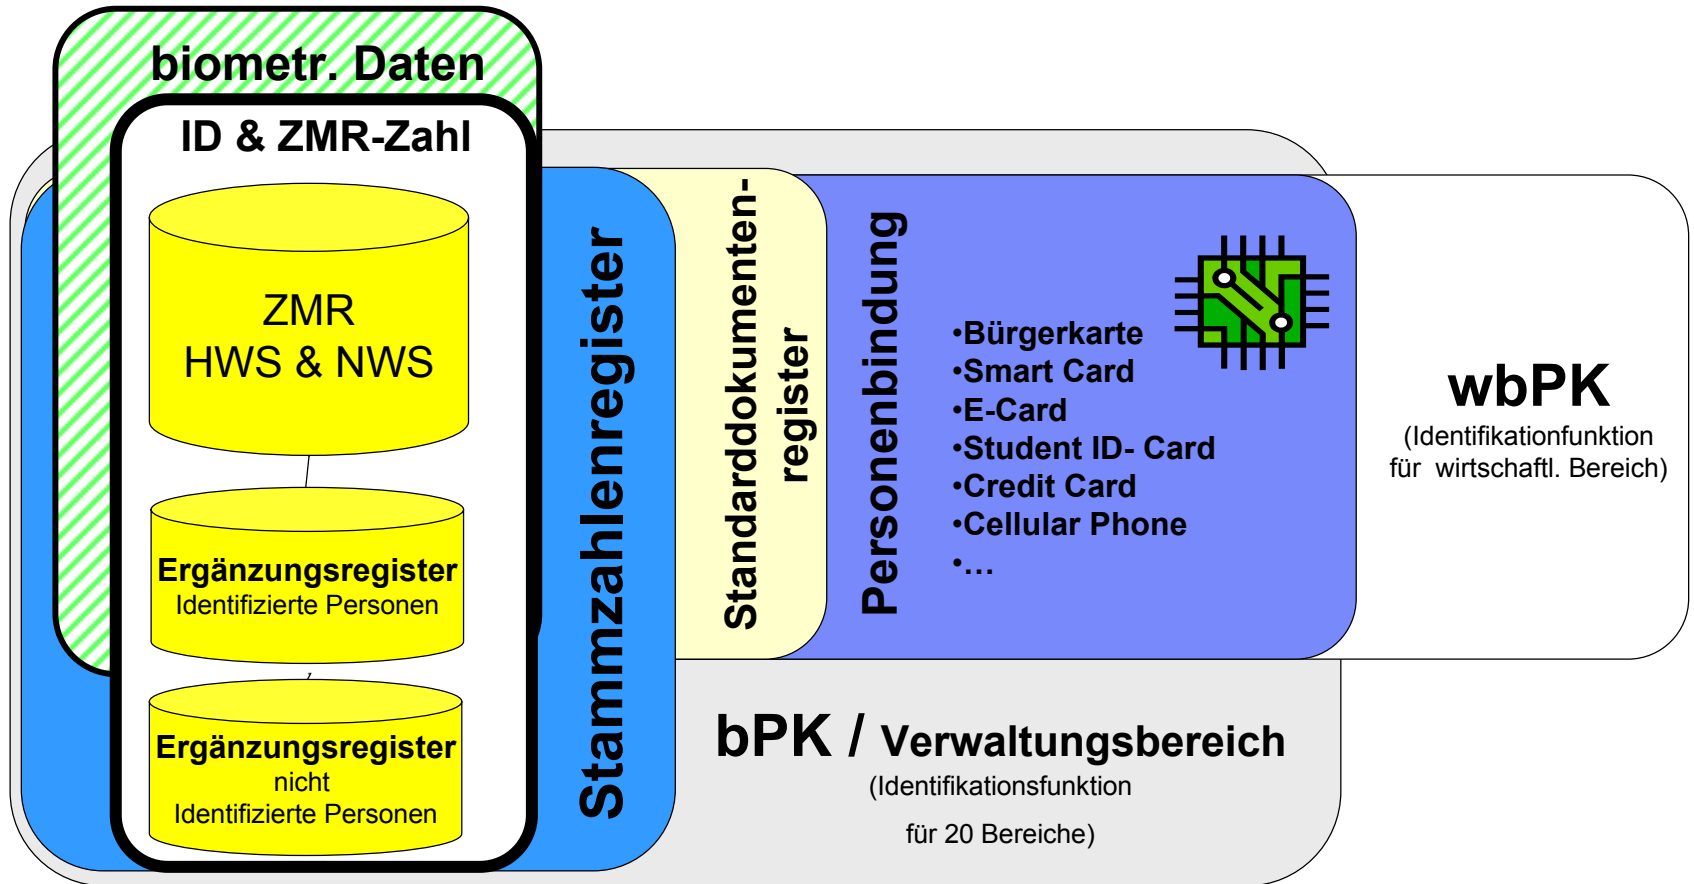 biometr. Daten
ID & ZMR-Zahl
ZMR
HWS & NWS
Ergänzungsregister
Identifizierte Personen
Ergänzungsregister
nicht
Identifizierte Personen
Stammzahlenregister
Standarddokumenten-
register
Personenbindung
•Bürgerkarte
•Smart Card
•E-Card
•Student ID- Card
•Credit Card
•Cellular Phone
•…
wbPK
(Identifikationfunktion
für wirtschaftl. Bereich)
bPK / Verwaltungsbereich
(Identifikationsfunktion
für 20 Bereiche)